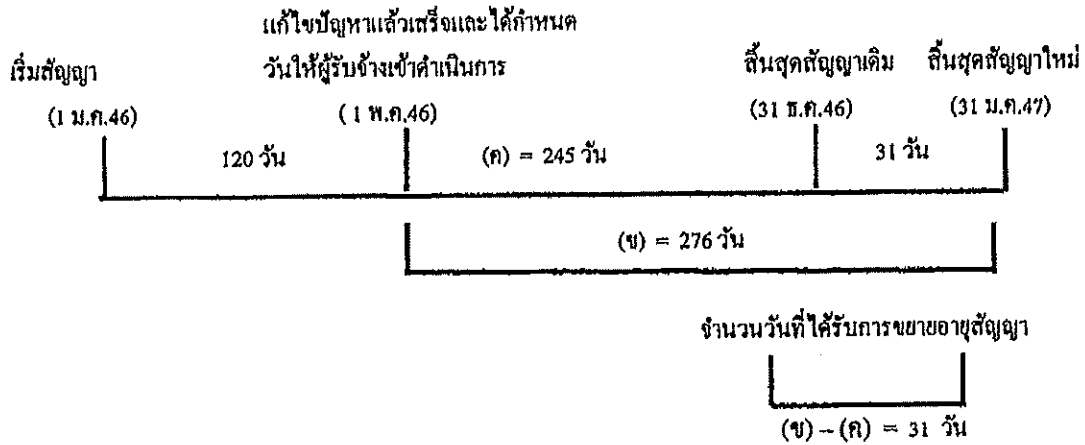 แก้ไขปัญหาแล้วเสร็จและได้กำหนด
วันให้ผู้รับจ้างเข้าดำเนินการ
เริ่มสัญญา
สิ้นสุดสัญญาเดิม
สิ้นสุดสัญญาใหม่
(1 ม.ค.46)
( 1 พ.ค.46)
(31 ธ.ค.46)
(31 ม.ค.47)
120 วัน
(ค) = 245 วัน
31 วัน
(ข) = 276 วัน
จำนวนวันที่ได้รับการขยายอายุสัญญา
(ข) – (ค) = 31 วัน